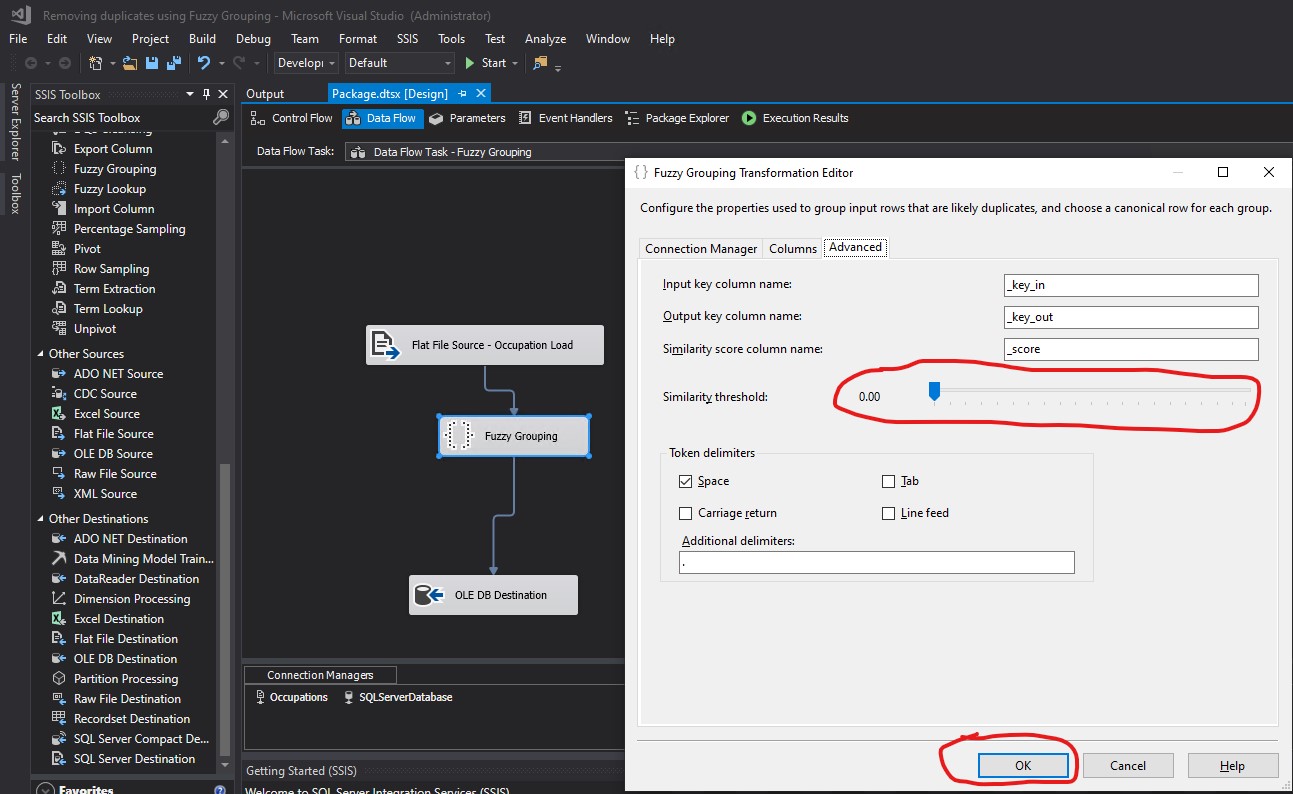 Removing duplicates using Fuzzy Grouping - Microsoft Visual Studio (Administrator)
File Edit View Project Build Debug Team Format SSIS Tools Test Analyze Window Help
Developi Default Start
Server Explorer
Toolbox
SSIS Toolbox
Search SSIS Toolbox
Export Column
Fuzzy Grouping
Fuzzy Lookup
Import Column
Percentage Sampling
Pivot
Row Sampling
Term Extraction
Term Lookup
Unpivot
Other Sources
ADO NET Source
CDC Source
Excel Source
Flat File Source
OLE DB Source
Raw File Source
XML Source
Other Destinations
ADO NET Destination
Data Mining Model Train...
DataReader Destination
Dimension Processing
Excel Destination
Flat File Destination
OLE DB Destination
Partition Processing
Raw File Destination
Recordset Destination
SQL Server Compact De...
SQL Server Destination
Favorites
Output Package.dtsx [Design]
Control Flow Data Flow Parameters Event Handlers Package Explorer Execution Results
Data Flow Task: Data Flow Task - Fuzzy Grouping
Flat File Source - Occupation Load
Fuzzy Grouping
OLE DB Destination
Connection Managers
Occupations SQLServerDatabase
Getting Started (SSIS)
Welcome to SQL Server Integration Services (SSIS)
Fuzzy Grouping Transformation Editor
Configure the properties used to group input rows that are likely duplicates, and choose a canonical row for each group.
Connection Manager Columns Advanced
Input key column name: _key_in
Output key column name: _key_out
Similarity score column name: _score
Similarity threshold: 0.00
Token delimiters
Space Tab
Carriage return Line feed
Additional delimiters:
.
OK Cancel Help